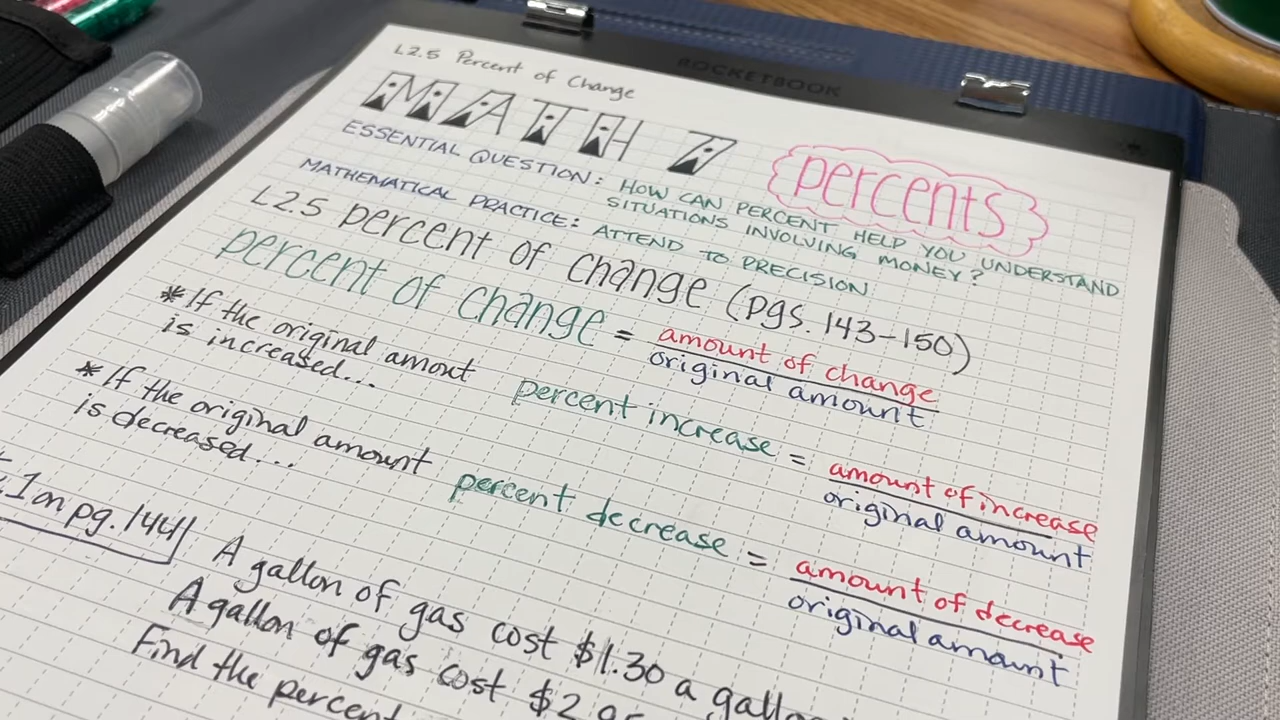 ROCKETBOOK
L2.5 Percent of Change
MATH 7
percents
ESSENTIAL QUESTION: HOW CAN PERCENT HELP YOU UNDERSTAND
SITUATIONS INVOLVING MONEY?
MATHEMATICAL PRACTICE: ATTEND TO PRECISION
L2.5 percent of change (pgs. 143-150)
percent of change = amount of change
original amount
*If the original amount
is increased...
percent increase = amount of increase
original amount
*If the original amount
is decreased...
percent decrease = amount of decrease
original amount
1 on pg. 144
A gallon of gas cost $1.30 a
A gallon of gas cost
Find the percent